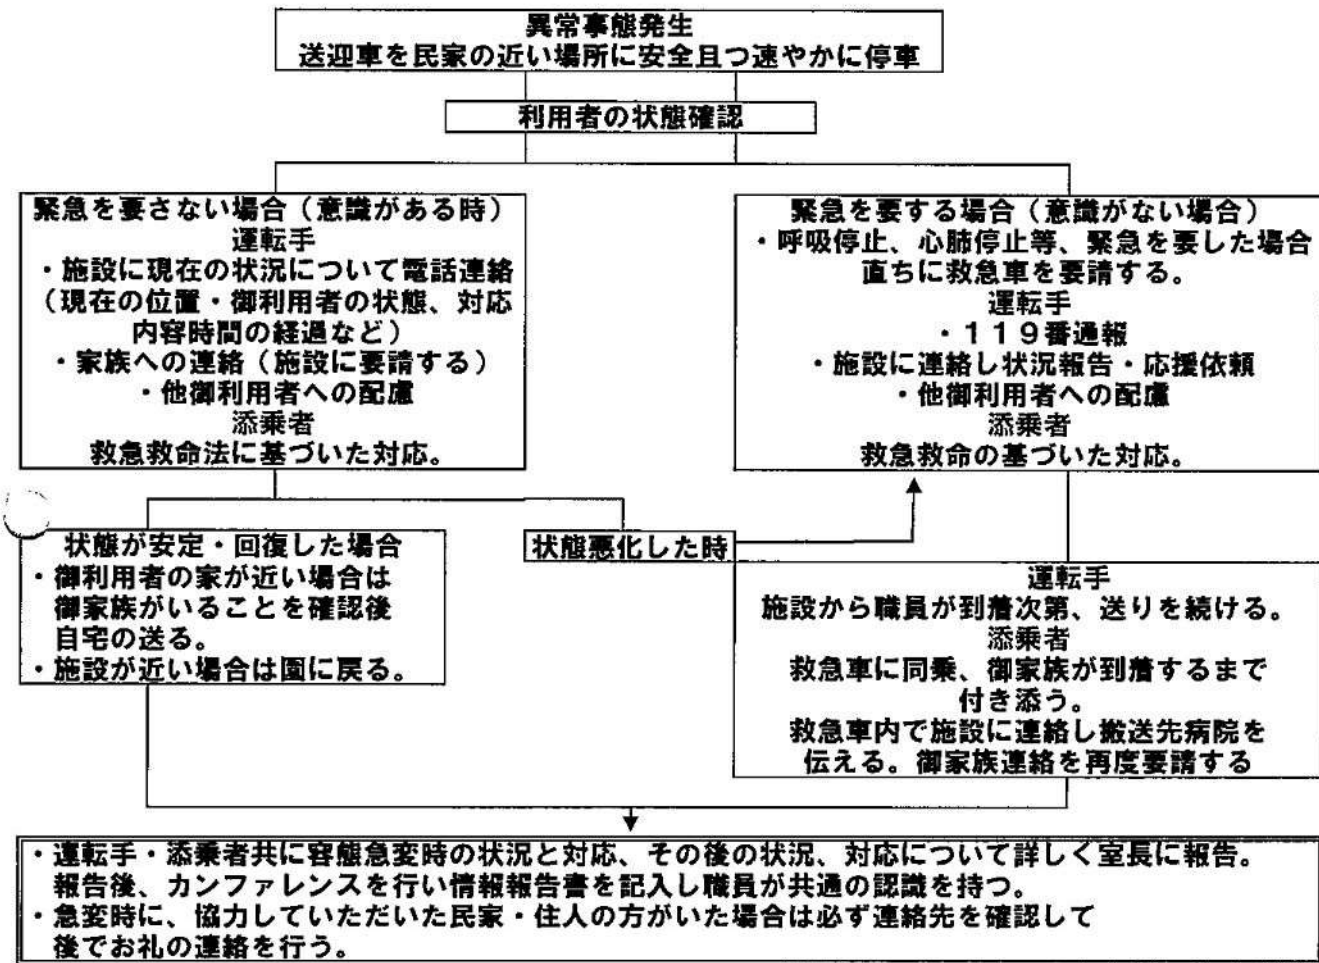 異常事態発生
送迎車を民家の近い場所に安全且つ速やかに停車
利用者の状態確認
緊急を要さない場合（意識がある時）
運転手
・施設に現在の状況について電話連絡
（現在の位置・御利用者の状態、対応
内容時間の経過など）
・家族への連絡（施設に要請する）
・他御利用者への配慮
添乗者
救急救命法に基づいた対応。
緊急を要する場合（意識がない場合）
・呼吸停止、心肺停止等、緊急を要した場合
直ちに救急車を要請する。
運転手
・１１９番通報
・施設に連絡し状況報告・応援依頼
・他御利用者への配慮
添乗者
救急救命の基づいた対応。
状態が安定・回復した場合
・御利用者の家が近い場合は
御家族がいることを確認後
自宅の送る。
・施設が近い場合は園に戻る。
状態悪化した時
運転手
施設から職員が到着次第、送りを続ける。
添乗者
救急車に同乗、御家族が到着するまで
付き添う。
救急車内で施設に連絡し搬送先病院を
伝える。御家族連絡を再度要請する
・運転手・添乗者共に容態急変時の状況と対応、その後の状況、対応について詳しく室長に報告。
報告後、カンファレンスを行い情報報告書を記入し職員が共通の認識を持つ。
・急変時に、協力していただいた民家・住人の方がいた場合は必ず連絡先を確認して
後でお礼の連絡を行う。